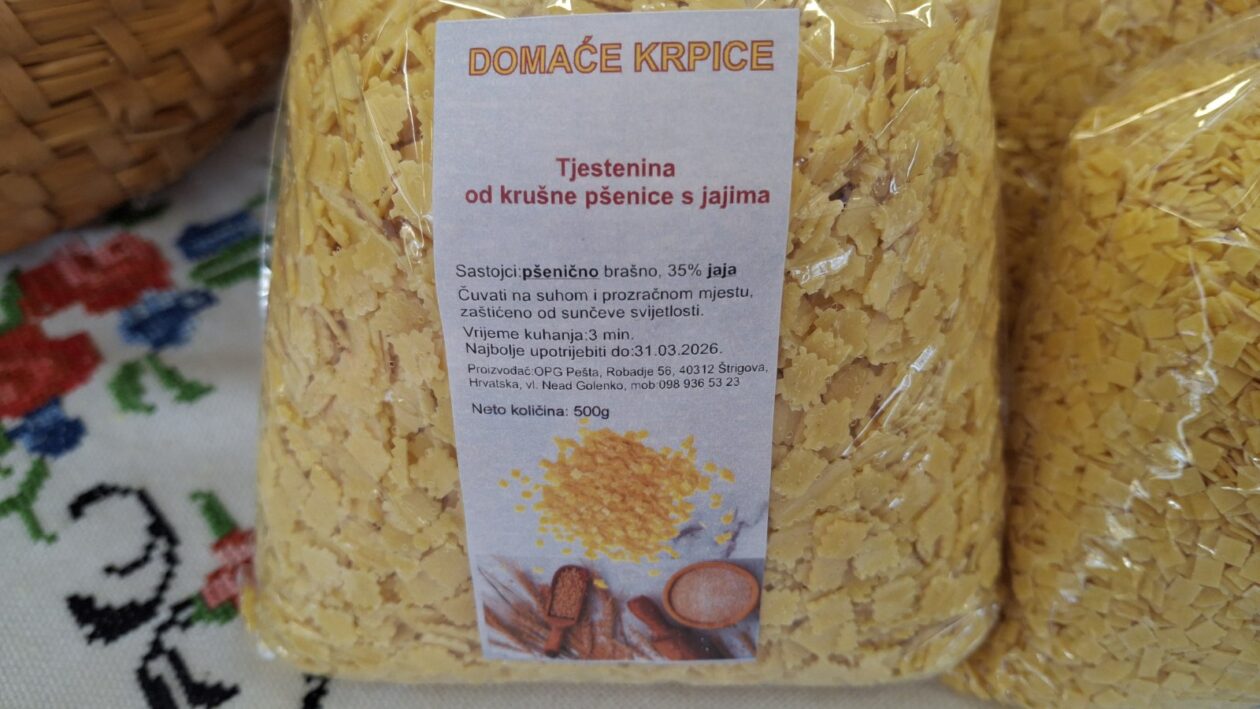 DOMAĆE KRPICE
Tjestenina
od krušne pšenice s jajima
Sastojci:pšenično brašno, 35% jaja
Čuvati na suhom i prozračnom mjestu,
zaštićeno od sunčeve svijetlosti.
Vrijeme kuhanja:3 min.
Najbolje upotrijebiti do:31.03.2026.
Proizvođač:OPG Pešta, Robadje 56, 40312 Štrigova,
Hrvatska, vl. Nead Golenko, mob:098 936 53 23
Neto količina: 500g